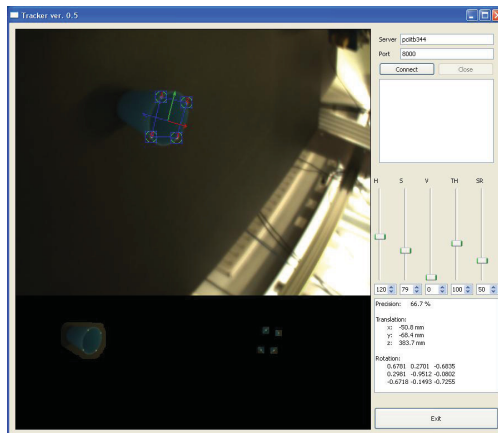 Tracker ver. 0.5
Server pcitb344
Port 8000
Connect Close
H S V TH SR
120 79 0 100 50
Precision: 66.7 %
Translation:
x: -50.8 mm
y: -68.4 mm
z: 383.7 mm
Rotation:
0.6781 0.2701 -0.6835
0.2981 -0.9512 -0.0802
-0.6718 -0.1493 -0.7255
Exit